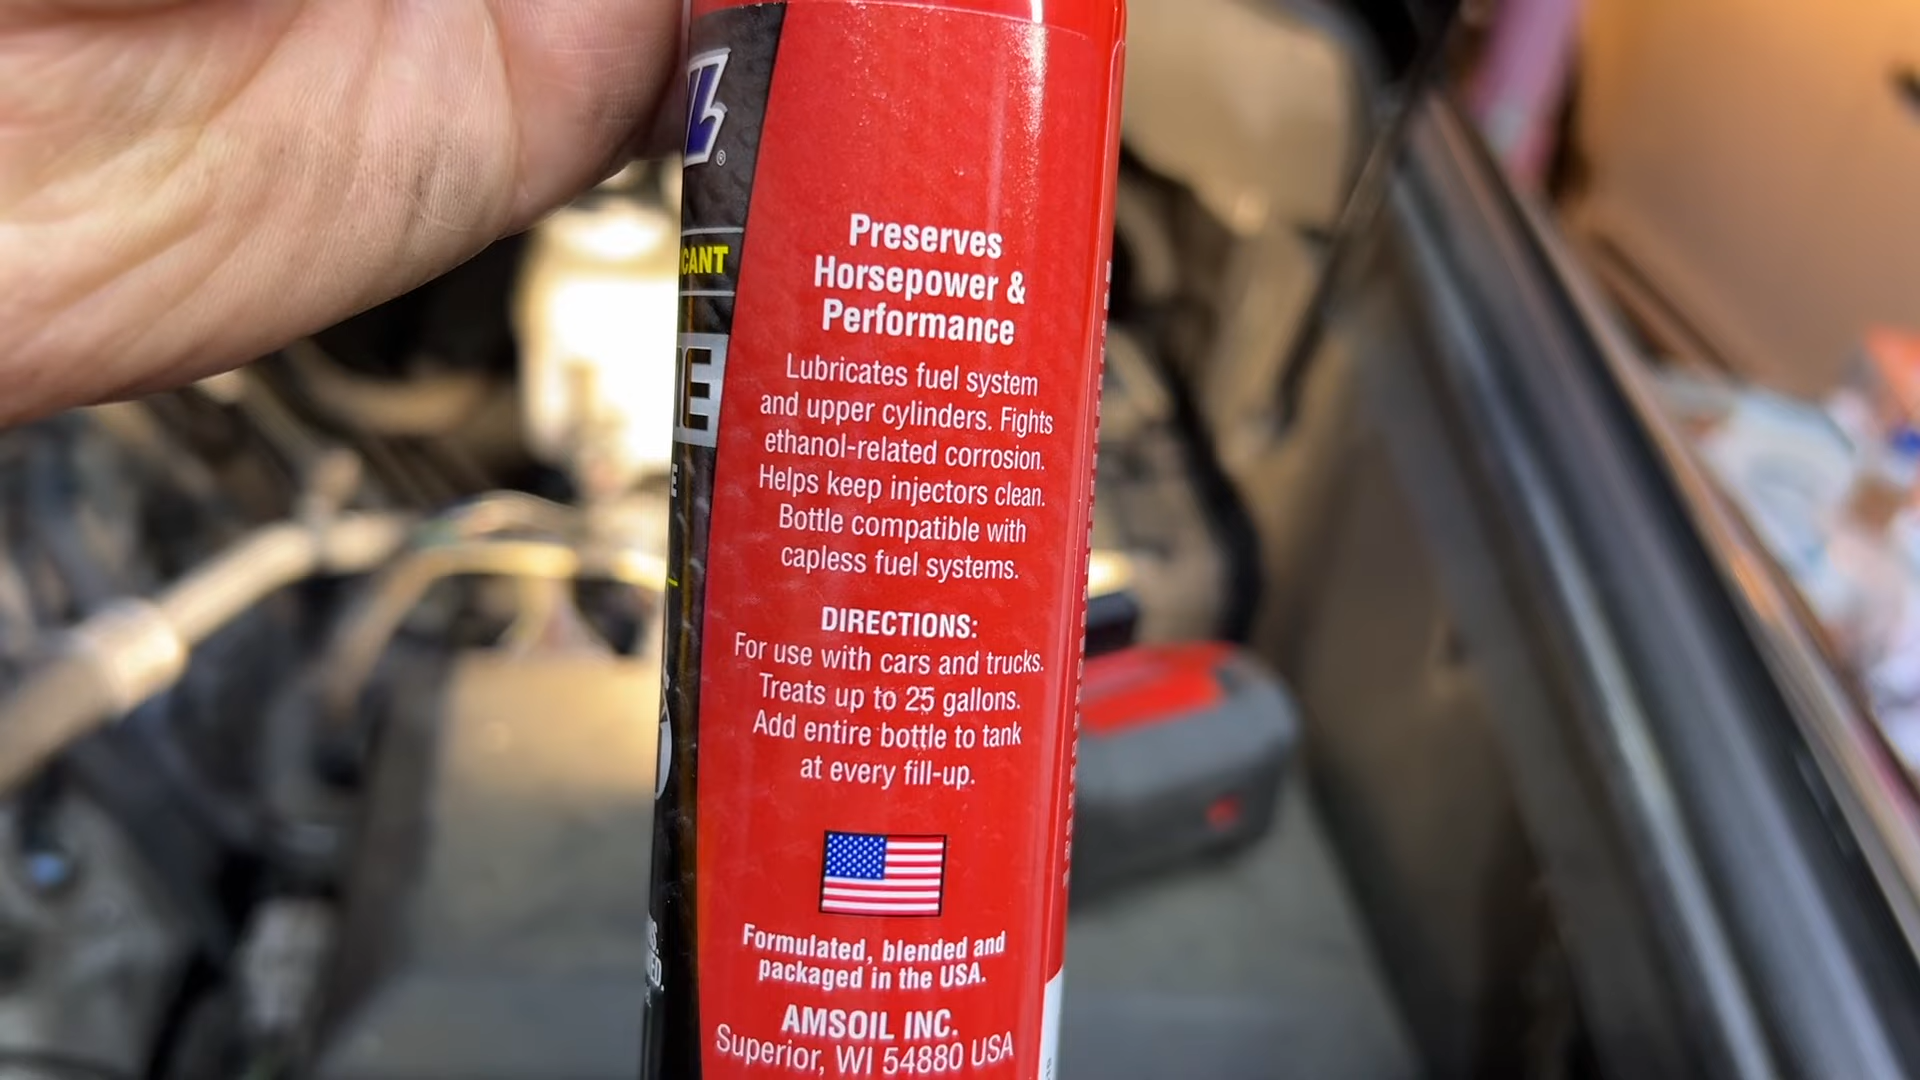 Preserves
Horsepower &
Performance
Lubricates fuel system
and upper cylinders. Fights
ethanol-related corrosion.
Helps keep injectors clean.
Bottle compatible with
capless fuel systems.
DIRECTIONS:
For use with cars and trucks.
Treats up to 25 gallons.
Add entire bottle to tank
at every fill-up.
Formulated, blended and
packaged in the USA.
AMSOIL INC.
Superior, WI 54880 USA